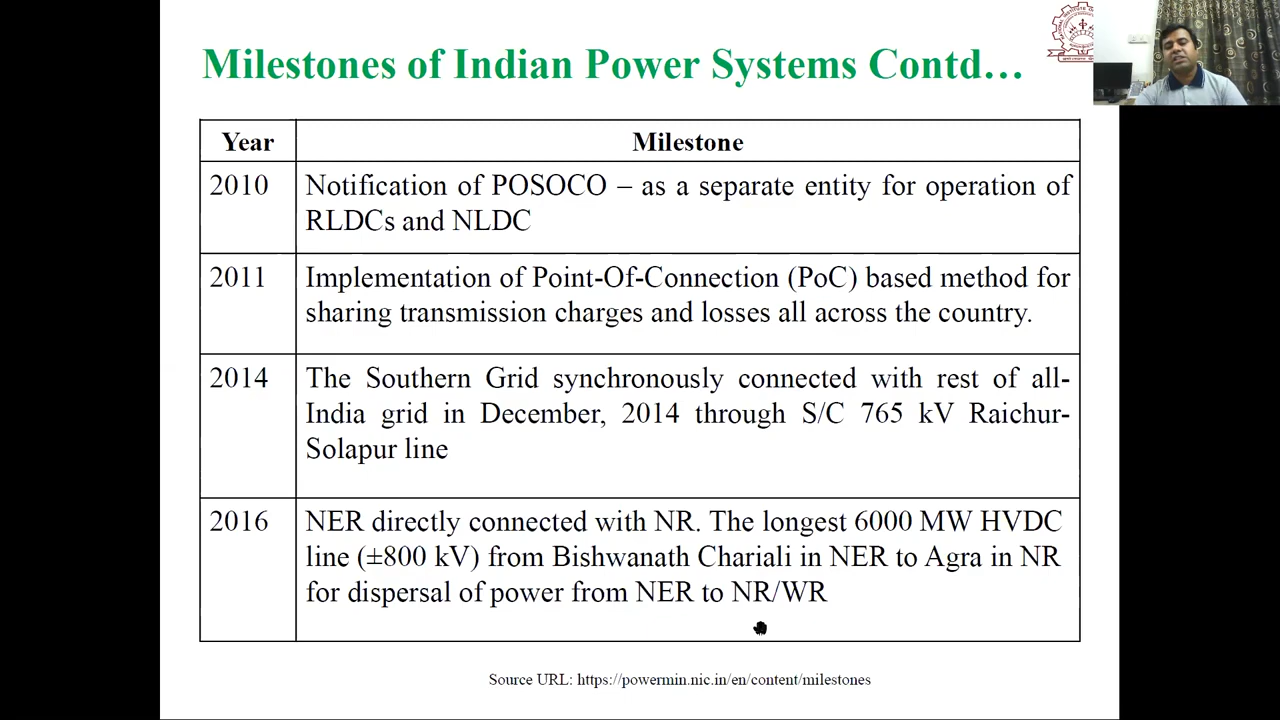 Milestones of Indian Power Systems Contd…
Year Milestone
2010 Notification of POSOCO – as a separate entity for operation of
RLDCs and NLDC
2011 Implementation of Point-Of-Connection (PoC) based method for
sharing transmission charges and losses all across the country.
2014 The Southern Grid synchronously connected with rest of all-
India grid in December, 2014 through S/C 765 kV Raichur-
Solapur line
2016 NER directly connected with NR. The longest 6000 MW HVDC
line (±800 kV) from Bishwanath Chariali in NER to Agra in NR
for dispersal of power from NER to NR/WR
Source URL: https://powermin.nic.in/en/content/milestones